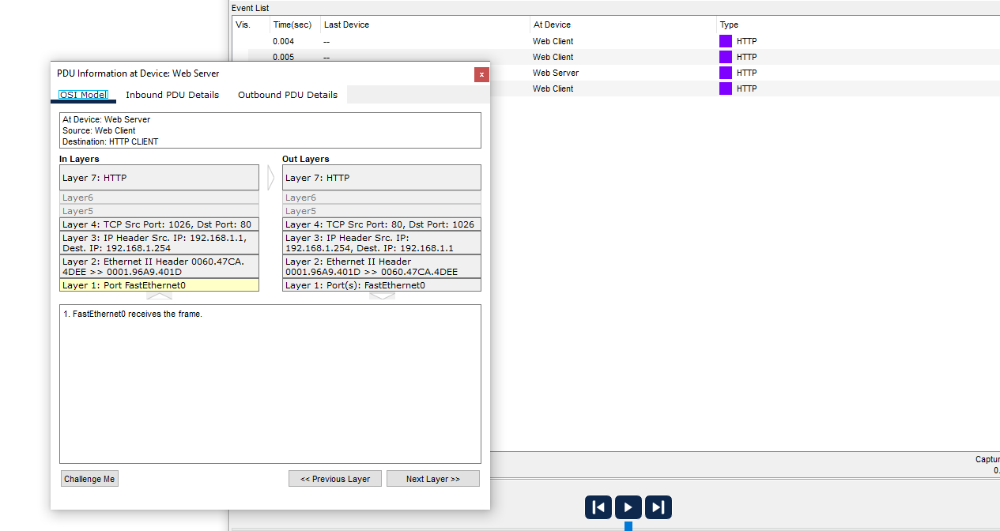 Event List
Vis. Time(sec) Last Device At Device Type
0.004 -- Web Client HTTP
0.005 -- Web Client HTTP
Web Server HTTP
Web Client HTTP
PDU Information at Device: Web Server
x
OSI Model Inbound PDU Details Outbound PDU Details
At Device: Web Server
Source: Web Client
Destination: HTTP CLIENT
In Layers
Layer 7: HTTP
Layer6
Layer5
Layer 4: TCP Src Port: 1026, Dst Port: 80
Layer 3: IP Header Src. IP: 192.168.1.1,
Dest. IP: 192.168.1.254
Layer 2: Ethernet II Header 0060.47CA.
4DEE >> 0001.96A9.401D
Layer 1: Port FastEthernet0
Out Layers
Layer 7: HTTP
Layer6
Layer5
Layer 4: TCP Src Port: 80, Dst Port: 1026
Layer 3: IP Header Src. IP:
192.168.1.254, Dest. IP: 192.168.1.1
Layer 2: Ethernet II Header
0001.96A9.401D >> 0060.47CA.4DEE
Layer 1: Port(s): FastEthernet0
1. FastEthernet0 receives the frame.
Challenge Me << Previous Layer Next Layer >>
Captur
0.